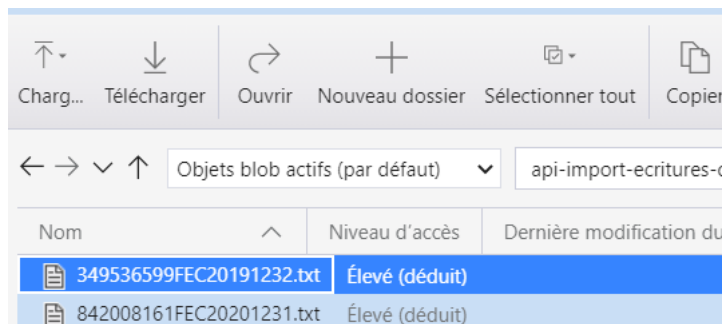 Charg... Télécharger Ouvrir Nouveau dossier Sélectionner tout Copier
Objets blob actifs (par défaut) api-import-ecritures-
Nom Niveau d'accès Dernière modification du
349536599FEC20191232.txt Élevé (déduit)
842008161FEC20201231.txt Élevé (déduit)